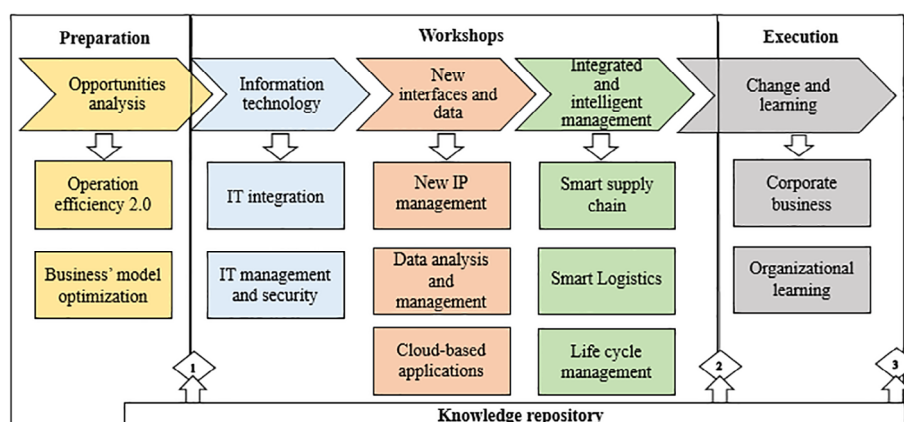 Preparation
Workshops
Execution
Opportunities
analysis
Information
technology
New
interfaces and
data
Integrated
and
intelligent
management
Change and
learning
Operation
efficiency 2.0
IT integration
New IP
management
Smart supply
chain
Corporate
business
Business’ model
optimization
IT management
and security
Data analysis
and
management
Smart Logistics
Organizational
learning
Cloud-based
applications
Life cycle
management
1
2
3
Knowledge repository